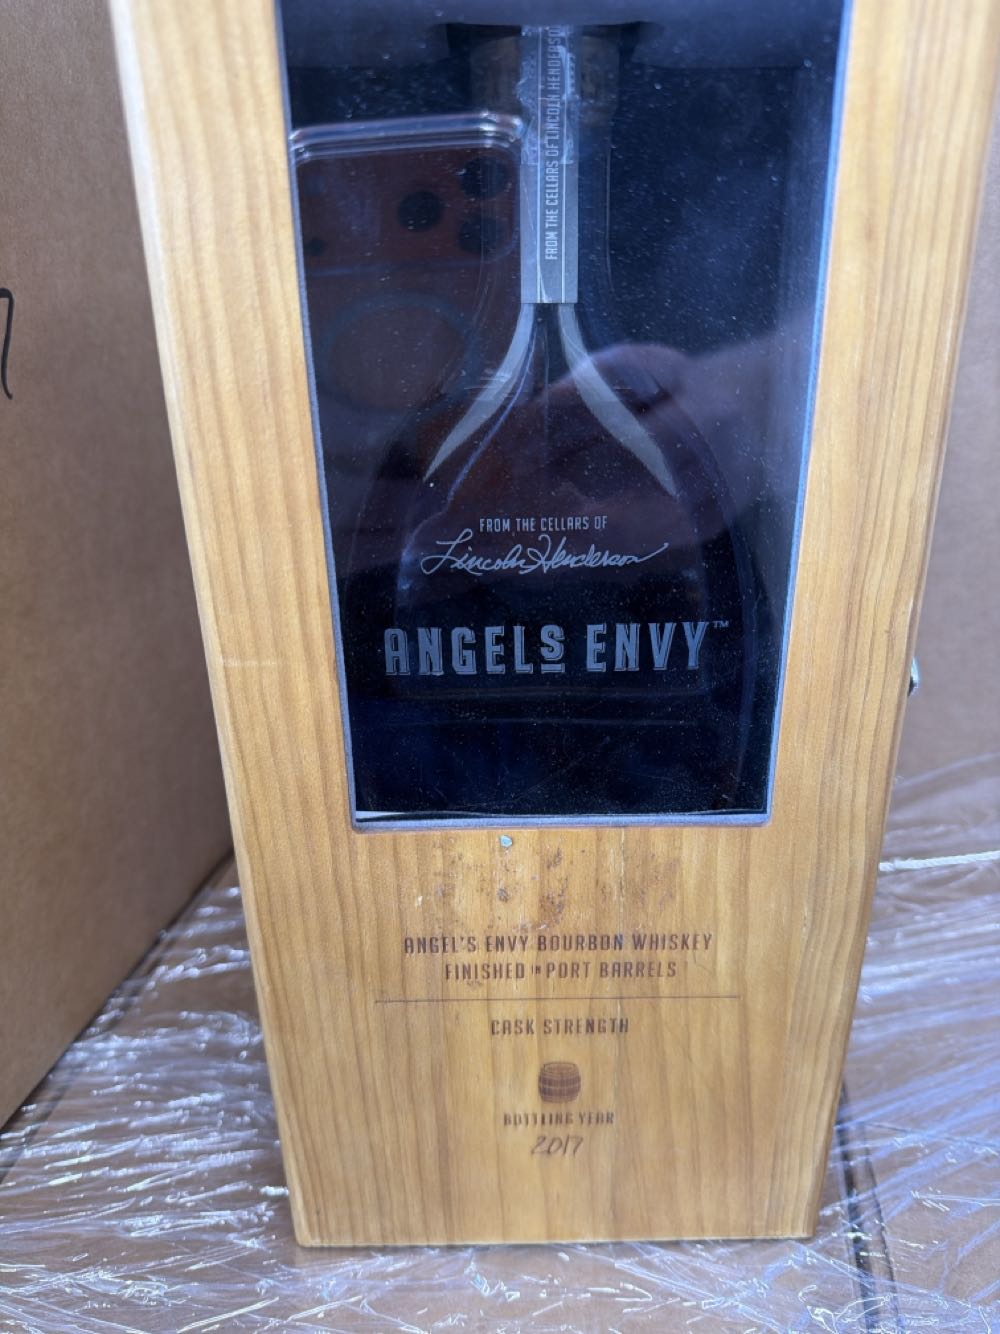 FROM THE CELLARS OF LINCOLN HENDERSON
FROM THE CELLARS OF
Lincoln Henderson
ANGELS ENVY™
ANGEL'S ENVY BOURBON WHISKEY
FINISHED IN PORT BARRELS
CASK STRENGTH
BOTTLING YEAR
2017